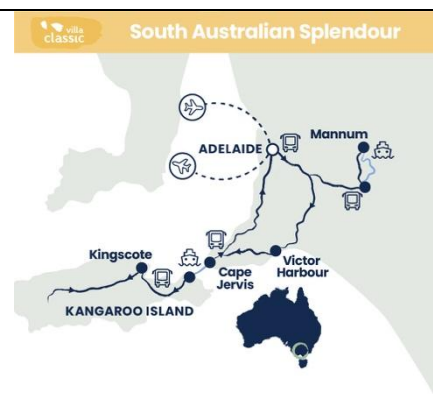 villa
classic
South Australian Splendour
ADELAIDE
Mannum
Kingscote
Cape
Jervis
Victor
Harbour
KANGAROO ISLAND